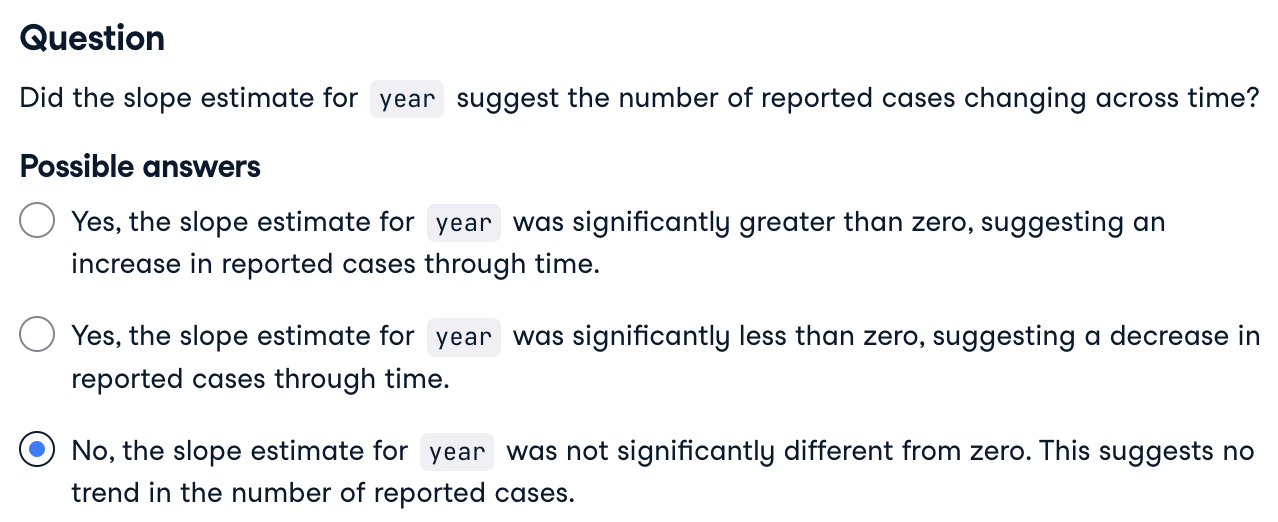 Question
Did the slope estimate for year suggest the number of reported cases changing across time?
Possible answers
Yes, the slope estimate for year was significantly greater than zero, suggesting an
increase in reported cases through time.
Yes, the slope estimate for year was significantly less than zero, suggesting a decrease in
reported cases through time.
No, the slope estimate for year was not significantly different from zero. This suggests no
trend in the number of reported cases.